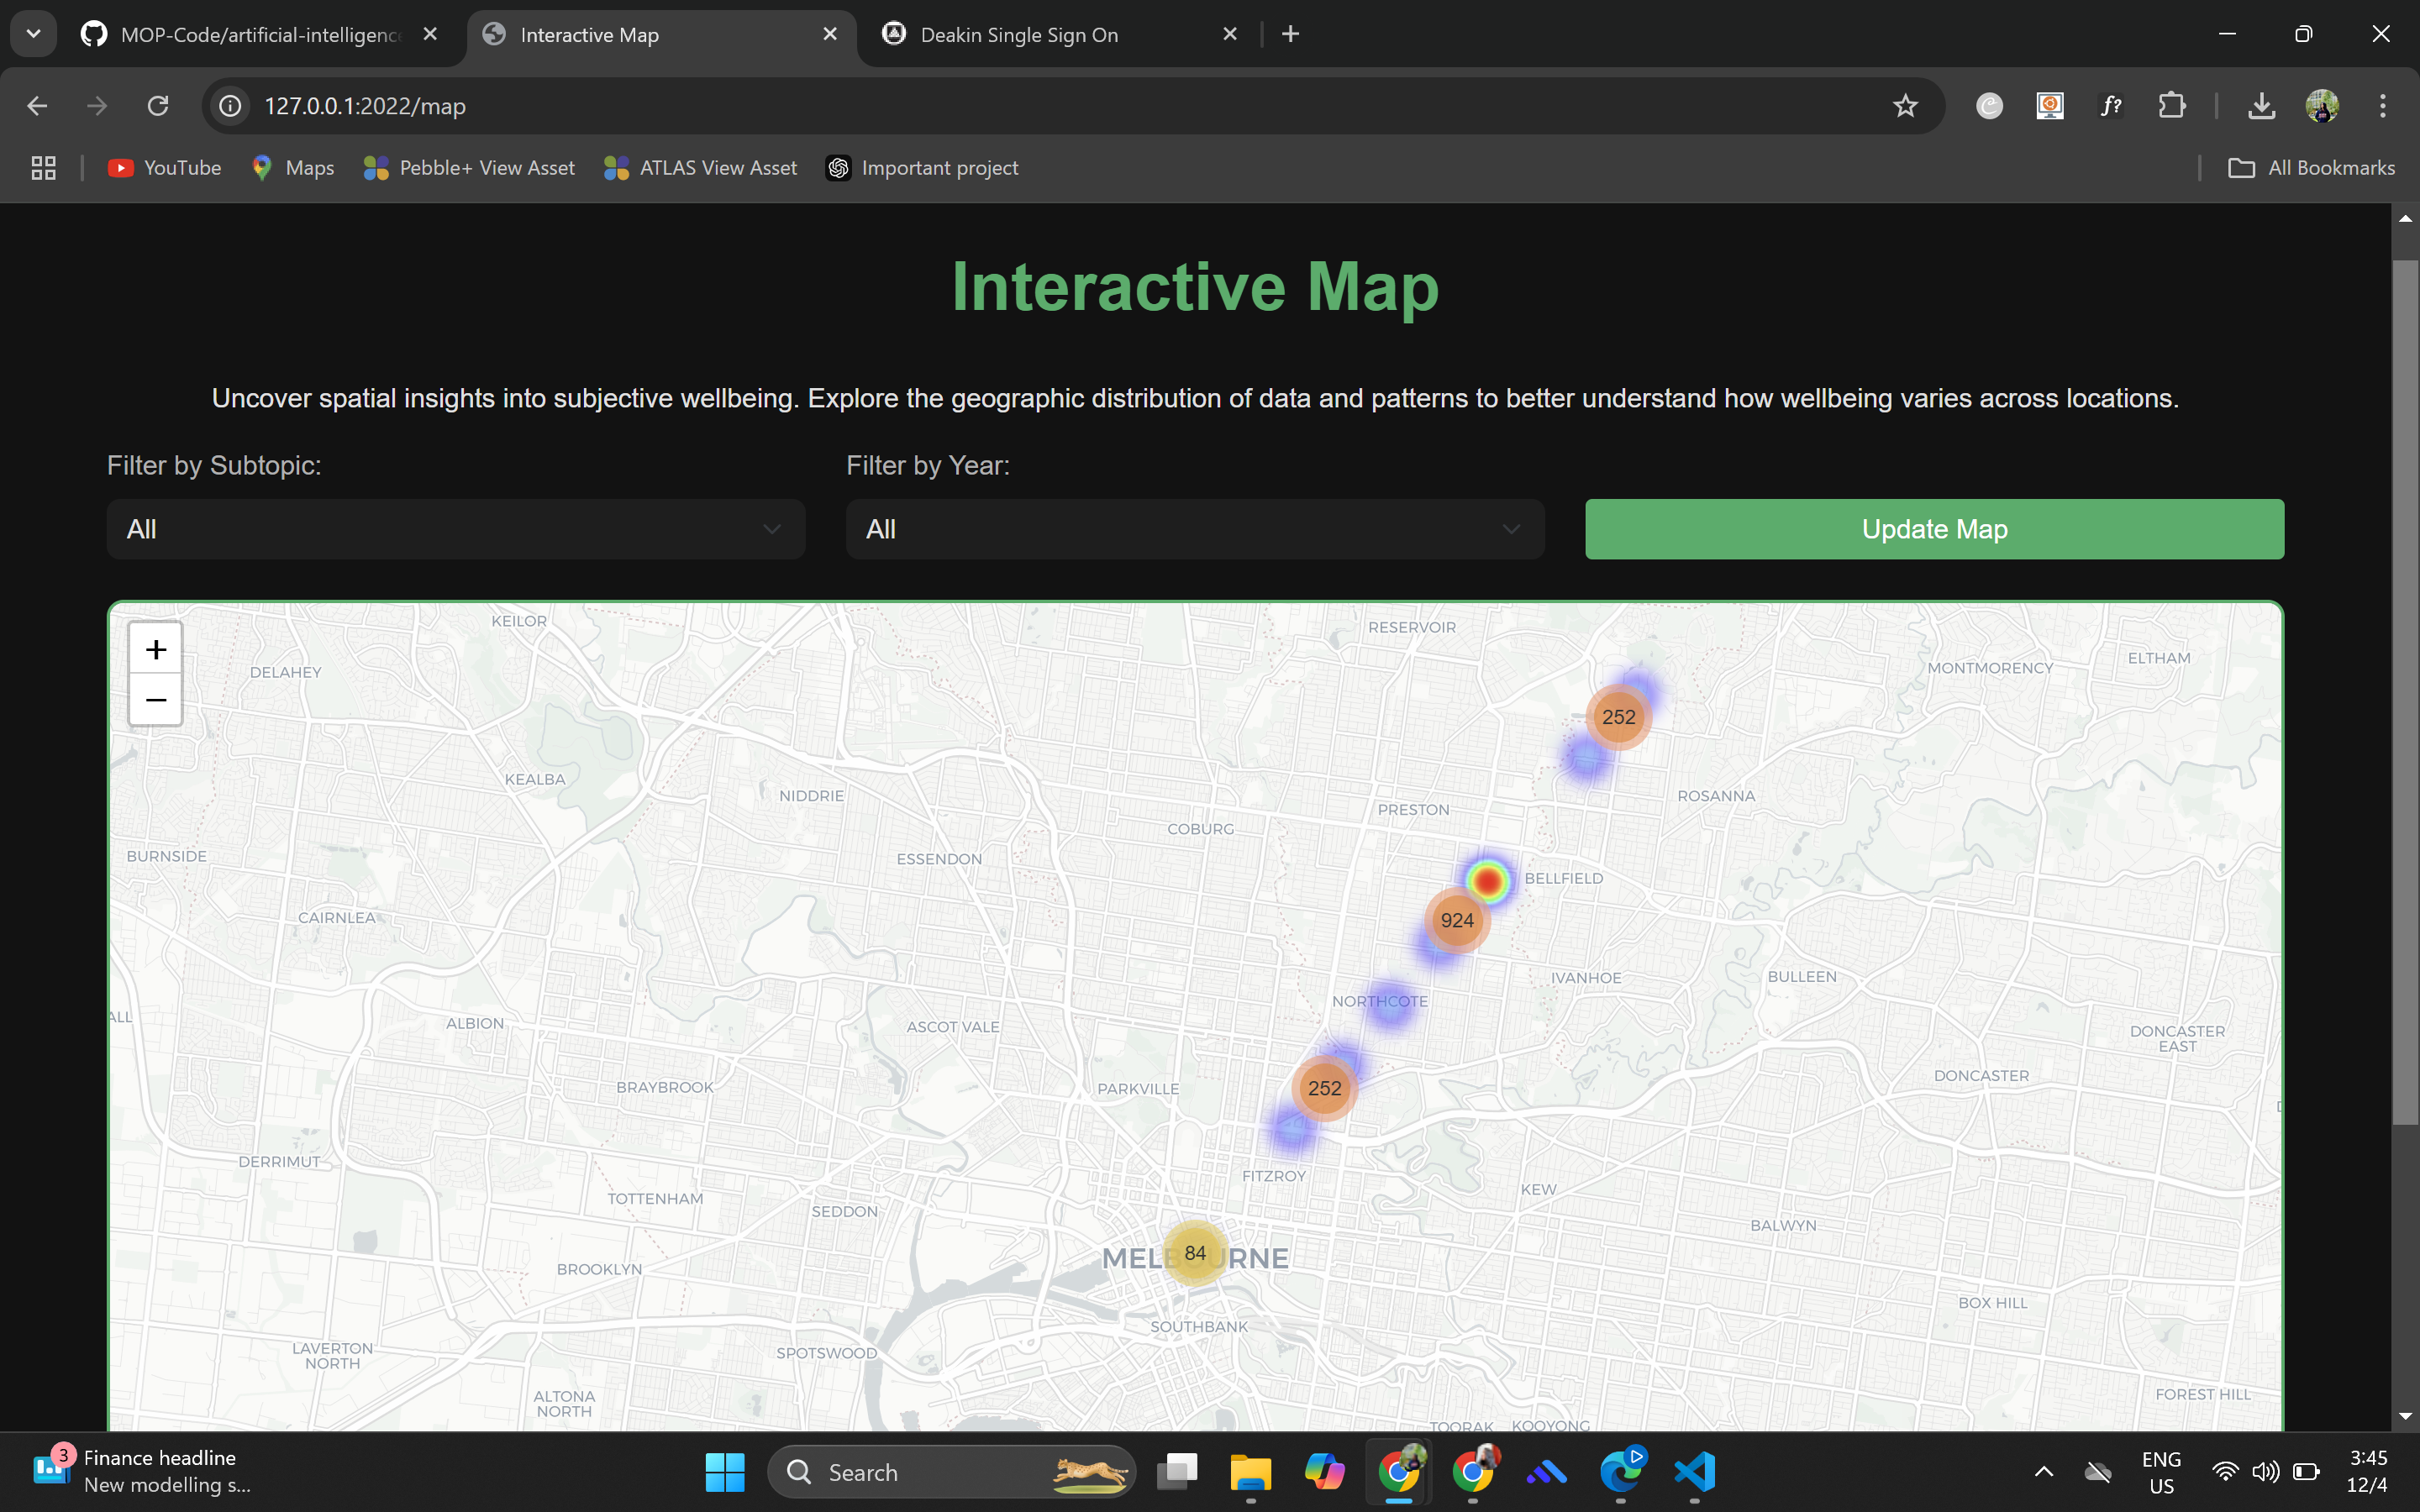 MOP-Code/artificial-intelligence
Interactive Map
Deakin Single Sign On
127.0.0.1:2022/map
f?
YouTube
Maps
Pebble+ View Asset
ATLAS View Asset
Important project
All Bookmarks
Interactive Map
Uncover spatial insights into subjective wellbeing. Explore the geographic distribution of data and patterns to better understand how wellbeing varies across locations.
Filter by Subtopic:
Filter by Year:
All
All
Update Map
+
−
KEILOR
RESERVOIR
DELAHEY
MONTMORENCY
ELTHAM
252
KEALBA
NIDDRIE
ROSANNA
PRESTON
COBURG
BURNSIDE
ESSENDON
BELLFIELD
CAIRNLEA
924
IVANHOE
BULLEEN
NORTHCOTE
ALL
ALBION
ASCOT VALE
DONCASTER
EAST
BRAYBROOK
PARKVILLE
252
DONCASTER
DERRIMUT
FITZROY
TOTTENHAM
SEDDON
KEW
BALWYN
MELBOURNE
84
BROOKLYN
BOX HILL
SOUTHBANK
LAVERTON
NORTH
SPOTSWOOD
ALTONA
NORTH
FOREST HILL
TOORAK
KOOYONG
3
Finance headline
New modelling s...
Search
ENG
US
3:45
12/4